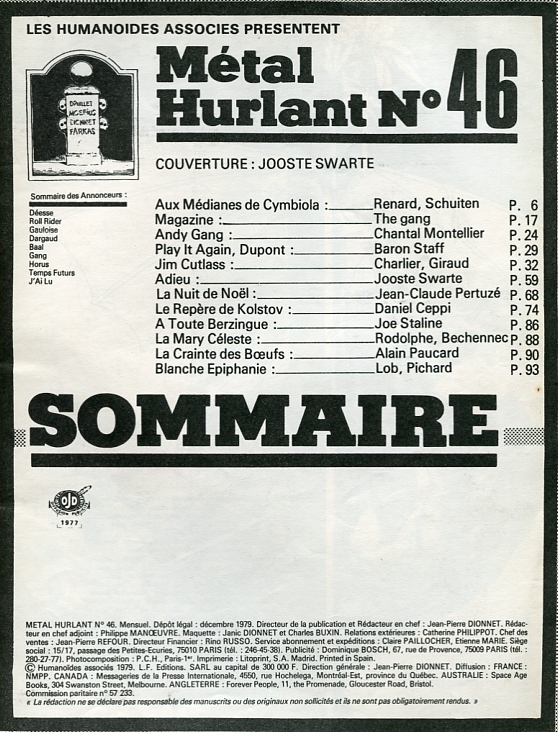 LES HUMANOIDES ASSOCIES PRESENTENT
DRUILLET
MOEBIUS
DIONNET
FARKAS
Métal
Hurlant N° 46
COUVERTURE : JOOSTE SWARTE
Sommaire des Annonceurs :
Déesse
Roll Rider
Gauloise
Dargaud
Baal
Gang
Horus
Temps Futurs
J'Ai Lu
Aux Médianes de Cymbiola : Renard, Schuiten P. 6
Magazine : The gang P. 17
Andy Gang : Chantal Montellier P. 24
Play It Again, Dupont : Baron Staff P. 29
Jim Cutlass : Charlier, Giraud P. 32
Adieu : Jooste Swarte P. 59
La Nuit de Noël : Jean-Claude Pertuzé P. 68
Le Repère de Kolstov : Daniel Ceppi P. 74
A Toute Berzingue : Joe Staline P. 86
La Mary Céleste : Rodolphe, Bechennec P. 88
La Crainte des Bœufs : Alain Paucard P. 90
Blanche Epiphanie : Lob, Pichard P. 93
SOMMAIRE
OJD
1977
METAL HURLANT N° 46. Mensuel. Dépôt légal : décembre 1979. Directeur de la publication et Rédacteur en chef : Jean-Pierre DIONNET. Rédac-
teur en chef adjoint : Philippe MANŒUVRE. Maquette : Janic DIONNET et Charles BUXIN. Relations extérieures : Catherine PHILIPPOT. Chef des
ventes : Jean-Pierre REFOUR. Directeur Financier : Rino RUSSO. Service abonnement et expéditions : Claire PAILLOCHER, Etienne MARIE. Siège
social : 15/17, passage des Petites-Ecuries, 75010 PARIS (tél. : 246-45-38). Publicité : Dominique BOSCH, 67, rue de Provence, 75009 PARIS (tél. :
280-27-77). Photocomposition : P.C.H., Paris-1er. Imprimerie : Litoprint, S.A. Madrid. Printed in Spain.
© Humanoïdes associés 1979. L.F. Editions. SARL au capital de 300 000 F. Direction générale : Jean-Pierre DIONNET. Diffusion : FRANCE :
NMPP. CANADA : Messageries de la Presse Internationale, 4550, rue Hochelega, Montréal-Est, province du Québec. AUSTRALIE : Space Age
Books, 304 Swanston Street, Melbourne. ANGLETERRE : Forever People, 11, the Promenade, Gloucester Road, Bristol.
Commission paritaire n° 57 233.
« La rédaction ne se déclare pas responsable des manuscrits ou des originaux non sollicités et ils ne sont pas obligatoirement rendus. »